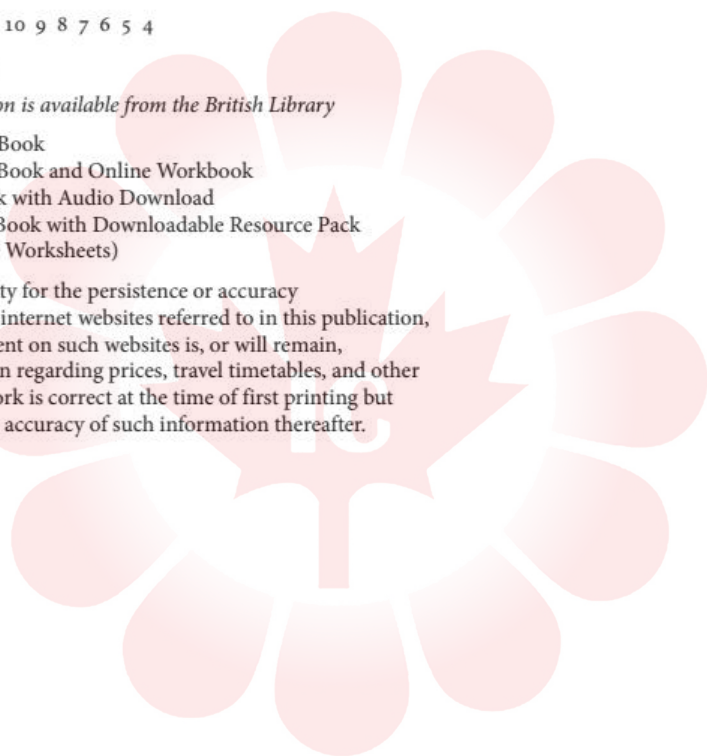 10 9 8 7 6 5 4
on is available from the British Library
Book
Book and Online Workbook
k with Audio Download
Book with Downloadable Resource Pack
Worksheets)
ty for the persistence or accuracy
internet websites referred to in this publication,
ent on such websites is, or will remain,
n regarding prices, travel timetables, and other
ork is correct at the time of first printing but
accuracy of such information thereafter.
IC